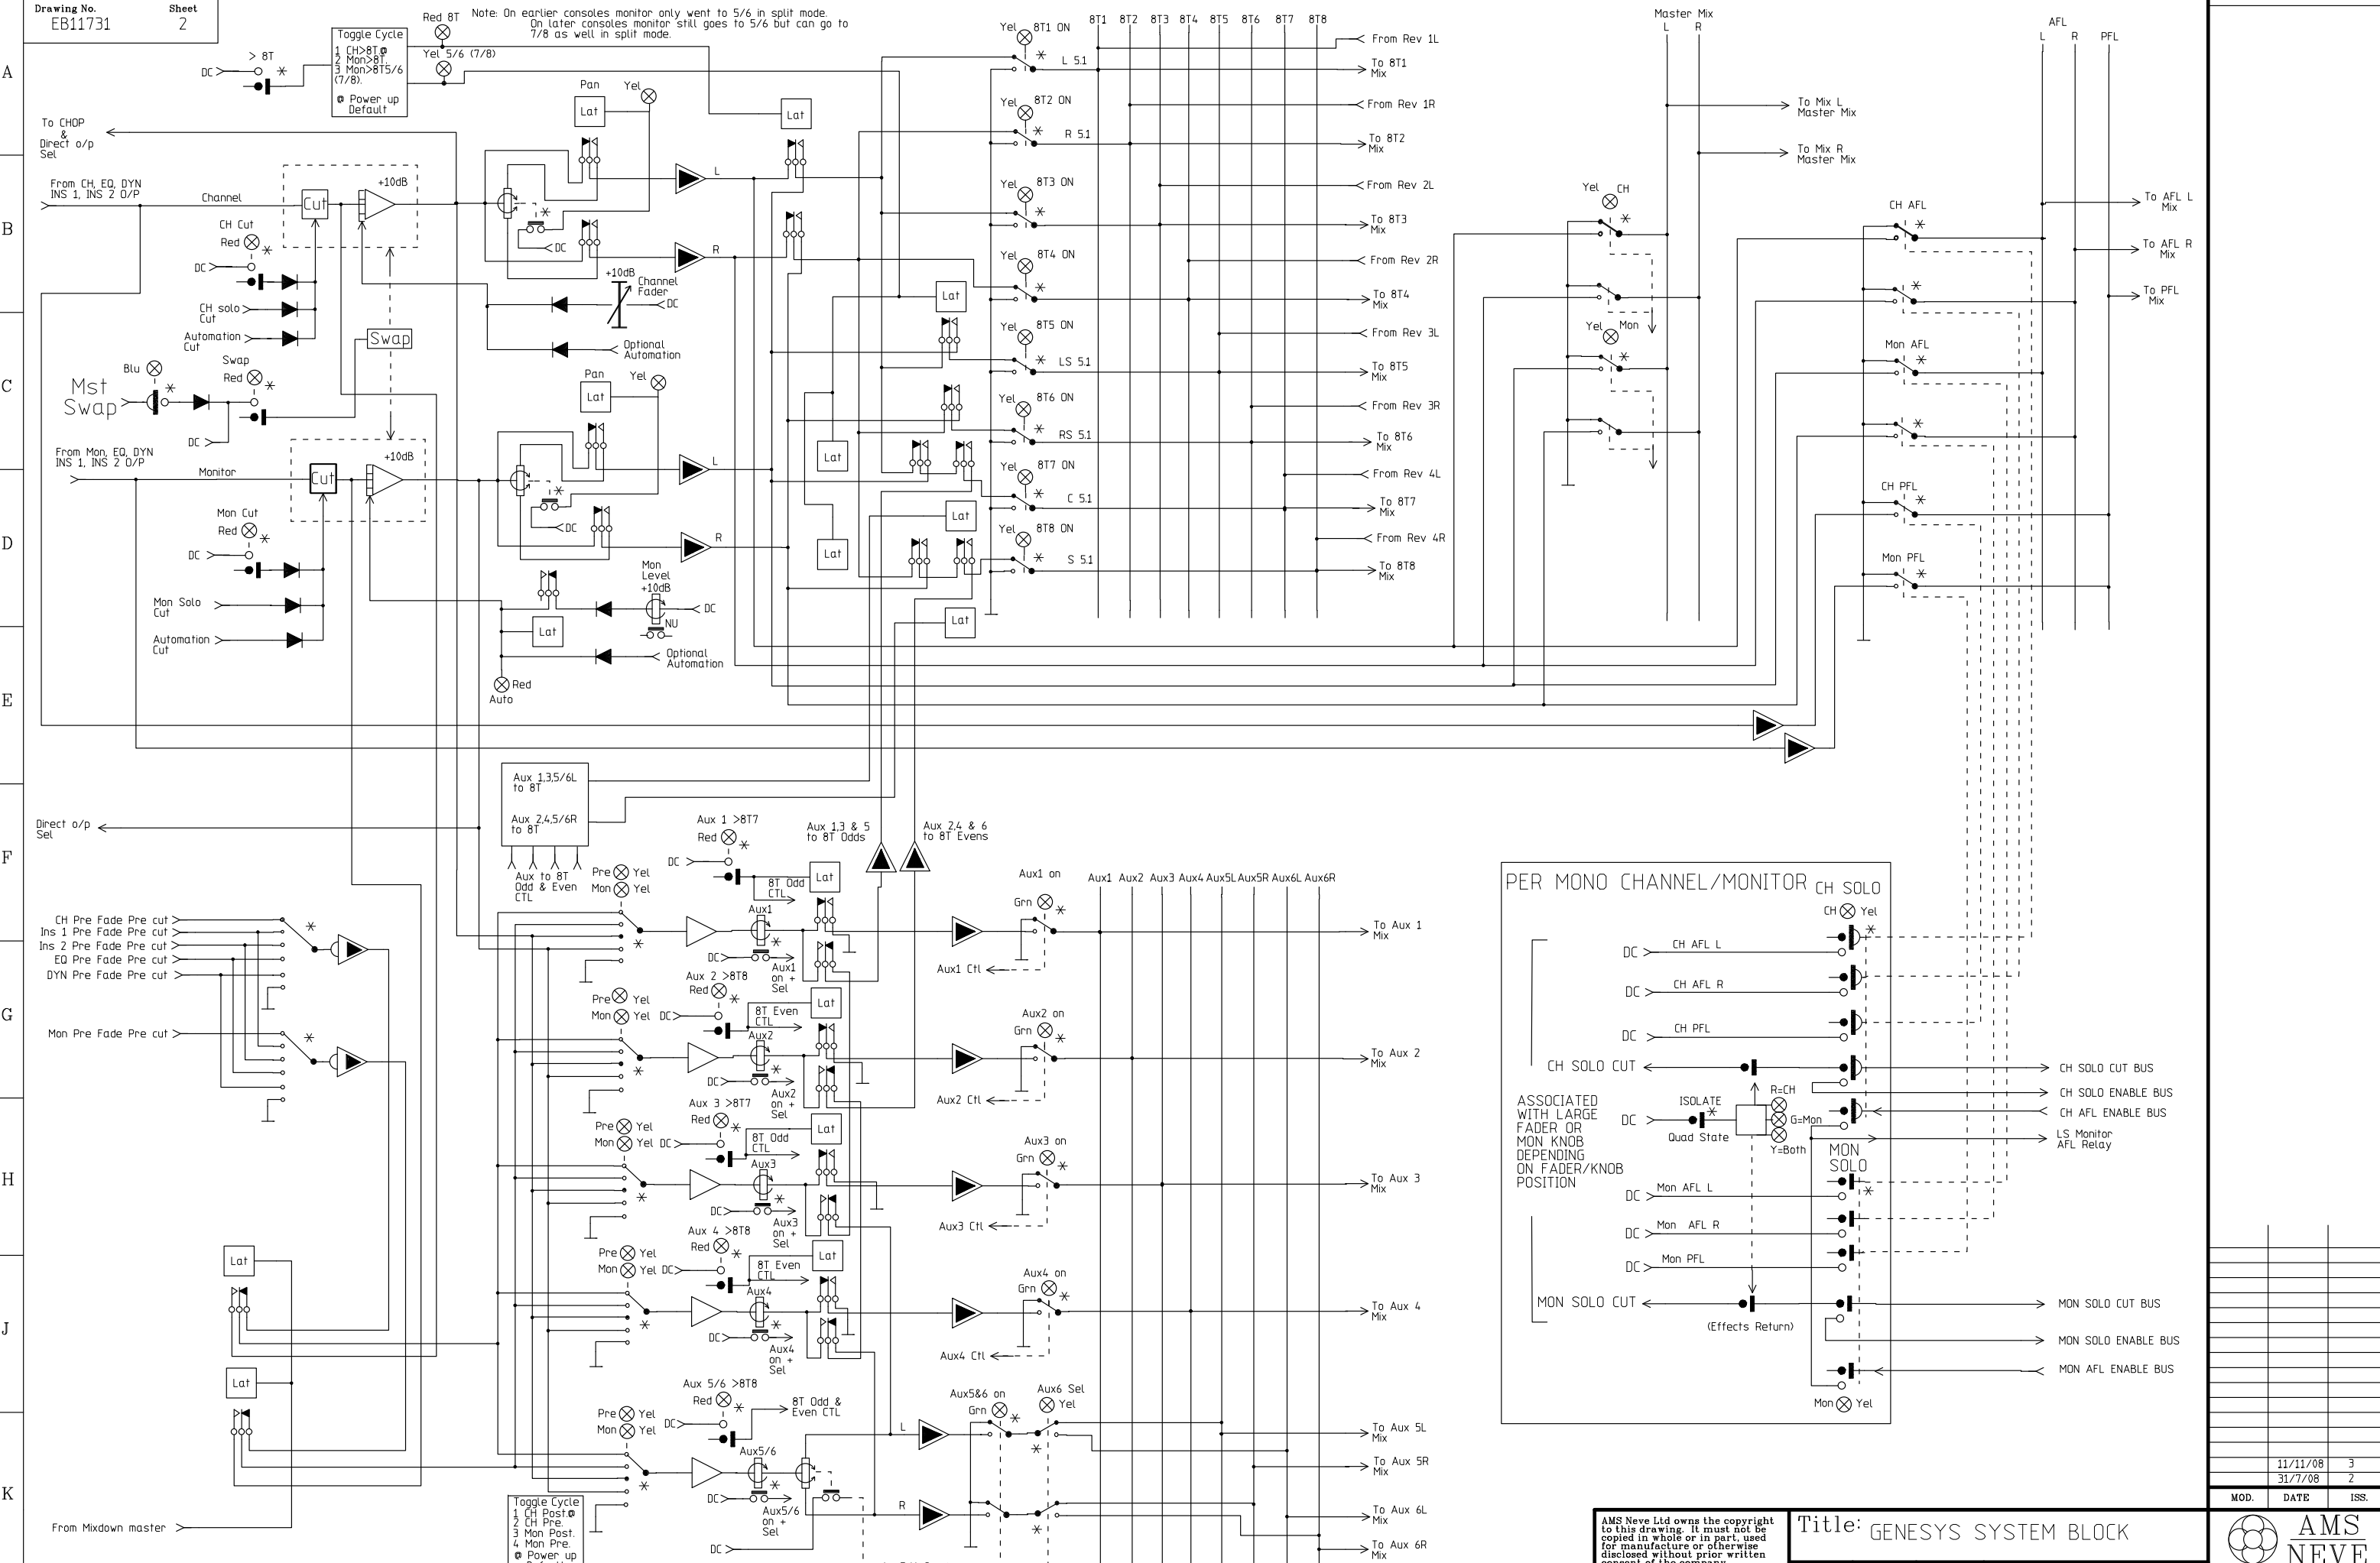 Drawing No.
EB11731
Sheet
2
Note: On earlier consoles monitor only went to 5/6 in split mode.
On later consoles monitor still goes to 5/6 but can go to
7/8 as well in split mode.
A
B
C
D
E
F
G
H
J
K
> 8T
DC
Toggle Cycle
1 CH>8T.@
2 Mon>8T.
3 Mon>8T5/6
(7/8).
@ Power up
Default
Red 8T
Yel 5/6 (7/8)
Pan
Lat
Yel
Lat
To CHOP
&
Direct o/p
Sel
From CH, EQ, DYN
INS 1, INS 2 O/P
Channel
Cut
+10dB
CH Cut
Red
DC
CH solo
Cut
Automation
Cut
DC
L
R
+10dB
Channel
Fader
DC
Optional
Automation
Swap
Mst
Swap
Blu
Swap
Red
DC
From Mon, EQ, DYN
INS 1, INS 2 O/P
Monitor
Cut
+10dB
Mon Cut
Red
DC
Mon Solo
Cut
Automation
Cut
Pan
Lat
Yel
DC
L
R
Mon
Level
+10dB
DC
NU
Lat
Optional
Automation
Red
Auto
Lat
Lat
Lat
Lat
Lat
Yel
8T1 ON
L 5.1
Yel
8T2 ON
R 5.1
Yel
8T3 ON
Yel
8T4 ON
Yel
8T5 ON
LS 5.1
Yel
8T6 ON
RS 5.1
Yel
8T7 ON
C 5.1
Yel
8T8 ON
S 5.1
8T1 8T2 8T3 8T4 8T5 8T6 8T7 8T8
From Rev 1L
To 8T1
Mix
From Rev 1R
To 8T2
Mix
From Rev 2L
To 8T3
Mix
From Rev 2R
To 8T4
Mix
From Rev 3L
To 8T5
Mix
From Rev 3R
To 8T6
Mix
From Rev 4L
To 8T7
Mix
From Rev 4R
To 8T8
Mix
Master Mix
L R
To Mix L
Master Mix
To Mix R
Master Mix
Yel CH
Yel Mon
AFL
L R PFL
To AFL L
Mix
To AFL R
Mix
To PFL
Mix
CH AFL
Mon AFL
CH PFL
Mon PFL
Aux 1,3,5/6L
to 8T
Aux 2,4,5/6R
to 8T
Aux to 8T
Odd & Even
CTL
Direct o/p
Sel
Aux 1,3 & 5
to 8T Odds
Aux 2,4 & 6
to 8T Evens
CH Pre Fade Pre cut
Ins 1 Pre Fade Pre cut
Ins 2 Pre Fade Pre cut
EQ Pre Fade Pre cut
DYN Pre Fade Pre cut
Mon Pre Fade Pre cut
Lat
Lat
From Mixdown master
Aux 1 >8T7
Red
DC
Pre Yel
Mon Yel
8T Odd
CTL
Lat
Aux1
DC
Aux1
on +
Sel
Aux1 on
Grn
Aux1 Ctl
Aux 2 >8T8
Red
Pre Yel
Mon Yel DC
8T Even
CTL
Lat
Aux2
DC
Aux2
on +
Sel
Aux2 on
Grn
Aux2 Ctl
Aux 3 >8T7
Red
Pre Yel
Mon Yel DC
8T Odd
CTL
Lat
Aux3
DC
Aux3
on +
Sel
Aux3 on
Grn
Aux3 Ctl
Aux 4 >8T8
Red
Pre Yel
Mon Yel DC
8T Even
CTL
Lat
Aux4
DC
Aux4
on +
Sel
Aux4 on
Grn
Aux4 Ctl
Aux 5/6 >8T8
Red
DC
Pre Yel
Mon Yel
8T Odd &
Even CTL
Aux5/6
DC
Aux5/6
on +
Sel
DC
L
R
Aux5&6 on
Grn
Aux6 Sel
Yel
Toggle Cycle
1 CH Post.@
2 CH Pre.
3 Mon Post.
4 Mon Pre.
@ Power up
Aux1 Aux2 Aux3 Aux4 Aux5L Aux5R Aux6L Aux6R
To Aux 1
Mix
To Aux 2
Mix
To Aux 3
Mix
To Aux 4
Mix
To Aux 5L
Mix
To Aux 5R
Mix
To Aux 6L
Mix
To Aux 6R
Mix
PER MONO CHANNEL/MONITOR
CH SOLO
CH Yel
DC CH AFL L
DC CH AFL R
DC CH PFL
CH SOLO CUT
ASSOCIATED
WITH LARGE
FADER OR
MON KNOB
DEPENDING
ON FADER/KNOB
POSITION
DC
ISOLATE
Quad State
R=CH
G=Mon
Y=Both
MON
SOLO
DC Mon AFL L
DC Mon AFL R
DC Mon PFL
MON SOLO CUT
(Effects Return)
Mon Yel
CH SOLO CUT BUS
CH SOLO ENABLE BUS
CH AFL ENABLE BUS
LS Monitor
AFL Relay
MON SOLO CUT BUS
MON SOLO ENABLE BUS
MON AFL ENABLE BUS
11/11/08 3
31/7/08 2
MOD. DATE ISS.
AMS Neve Ltd owns the copyright
to this drawing. It must not be
copied in whole or in part, used
for manufacture or otherwise
disclosed without prior written
consent of the company.
Title: GENESYS SYSTEM BLOCK
AMS
NEVE